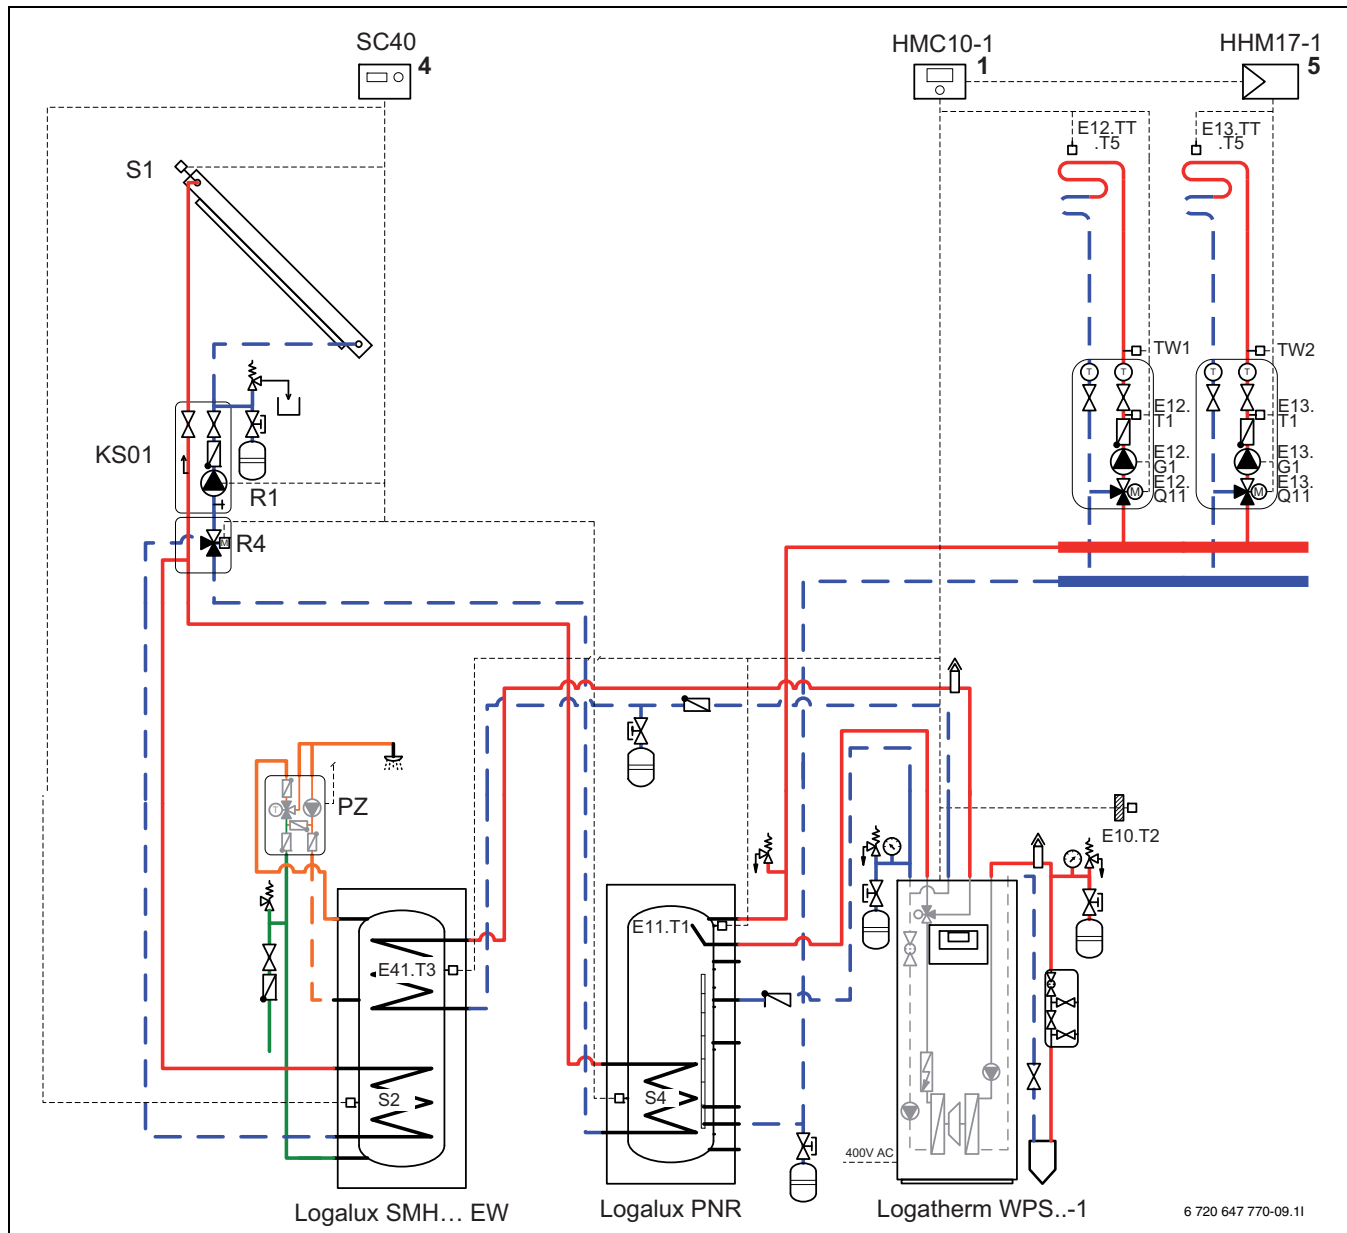 SC40
4
HMC10-1
1
HHM17-1
5
E12.TT
.T5
E13.TT
.T5
S1
TW1
TW2
T
T
T
T
E12.
T1
E13.
T1
KS01
E12.
G1
E13.
G1
R1
M
E12.
Q11
M
E13.
Q11
M
R4
PZ
T
E10.T2
E11.T1
E41.T3
S2
S4
400V AC
Logalux SMH... EW
Logalux PNR
Logatherm WPS..-1
6 720 647 770-09.1I